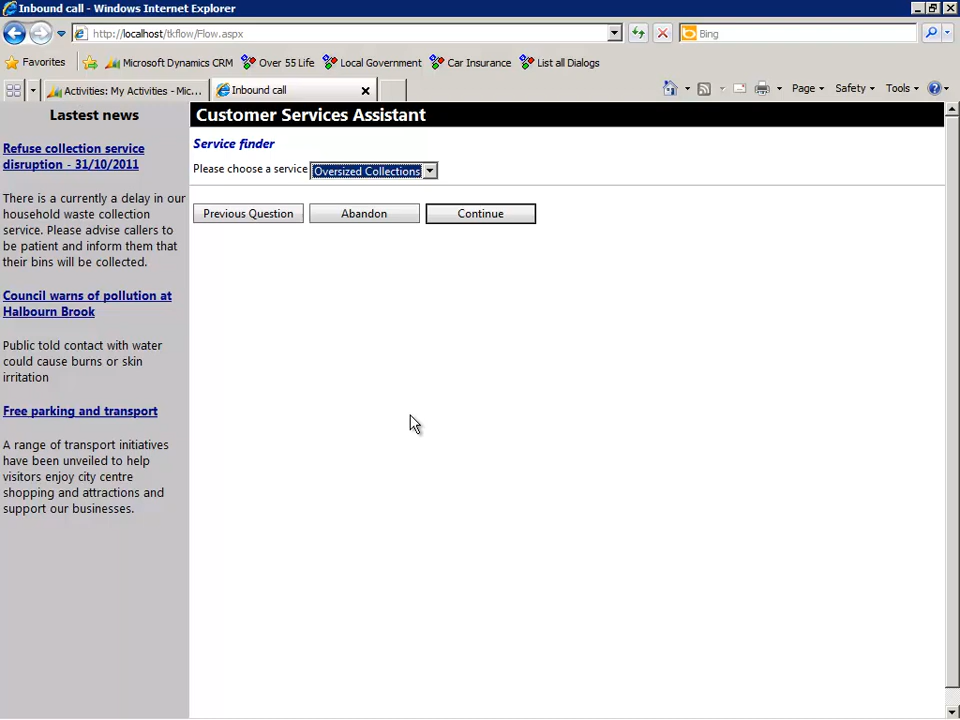 Inbound call - Windows Internet Explorer
http://localhost/tkflow/Flow.aspx
Bing
Favorites
Microsoft Dynamics CRM
Over 55 Life
Local Government
Car Insurance
List all Dialogs
Activities: My Activities - Mic...
Inbound call
Page
Safety
Tools
Lastest news
Refuse collection service
disruption - 31/10/2011
There is a currently a delay in our
household waste collection
service. Please advise callers to
be patient and inform them that
their bins will be collected.
Council warns of pollution at
Halbourn Brook
Public told contact with water
could cause burns or skin
irritation
Free parking and transport
A range of transport initiatives
have been unveiled to help
visitors enjoy city centre
shopping and attractions and
support our businesses.
Customer Services Assistant
Service finder
Please choose a service Oversized Collections
Previous Question
Abandon
Continue